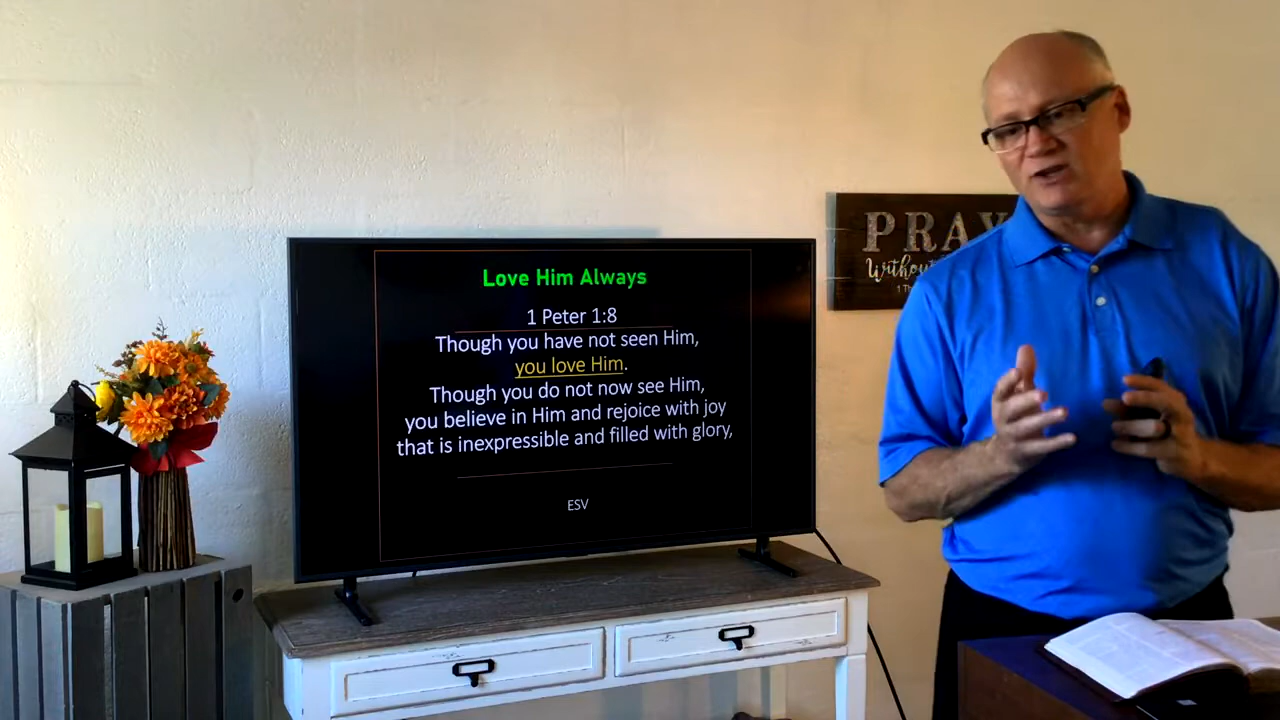 Love Him Always
1 Peter 1:8
Though you have not seen Him,
you love Him.
Though you do not now see Him,
you believe in Him and rejoice with joy
that is inexpressible and filled with glory,
ESV
PRAY